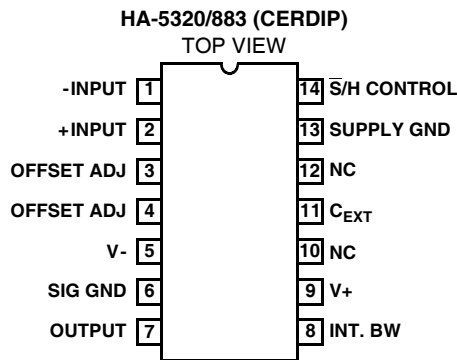 HA-5320/883 (CERDIP)
TOP VIEW
-INPUT 1
+INPUT 2
OFFSET ADJ 3
OFFSET ADJ 4
V- 5
SIG GND 6
OUTPUT 7
14 S̅/H CONTROL
13 SUPPLY GND
12 NC
11 CEXT
10 NC
9 V+
8 INT. BW